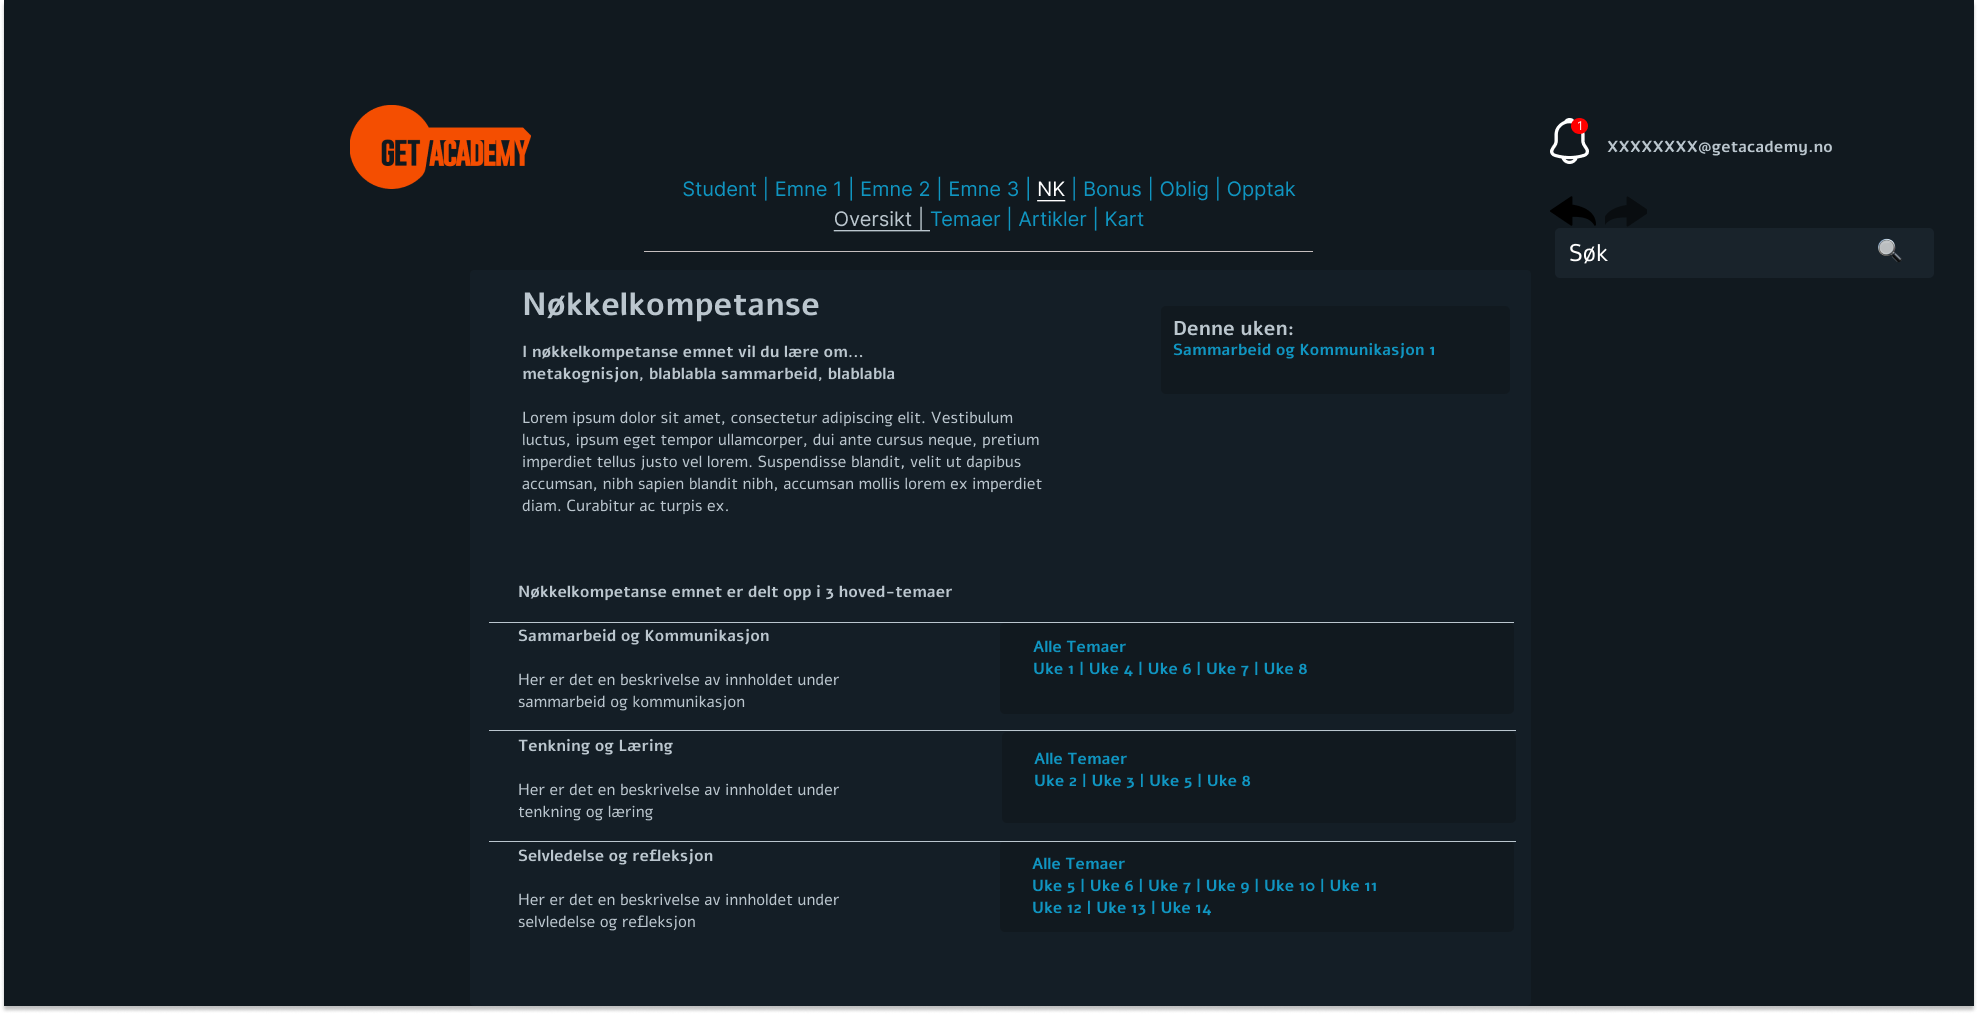 GET ACADEMY
1
XXXXXXXX@getacademy.no
Student | Emne 1 | Emne 2 | Emne 3 | NK | Bonus | Oblig | Opptak
Oversikt | Temaer | Artikler | Kart
Søk
Nøkkelkompetanse
I nøkkelkompetanse emnet vil du lære om...
metakognisjon, blablabla sammarbeid, blablabla
Lorem ipsum dolor sit amet, consectetur adipiscing elit. Vestibulum
luctus, ipsum eget tempor ullamcorper, dui ante cursus neque, pretium
imperdiet tellus justo vel lorem. Suspendisse blandit, velit ut dapibus
accumsan, nibh sapien blandit nibh, accumsan mollis lorem ex imperdiet
diam. Curabitur ac turpis ex.
Denne uken:
Sammarbeid og Kommunikasjon 1
Nøkkelkompetanse emnet er delt opp i 3 hoved-temaer
Sammarbeid og Kommunikasjon
Her er det en beskrivelse av innholdet under
sammarbeid og kommunikasjon
Alle Temaer
Uke 1 | Uke 4 | Uke 6 | Uke 7 | Uke 8
Tenkning og Læring
Her er det en beskrivelse av innholdet under
tenkning og læring
Alle Temaer
Uke 2 | Uke 3 | Uke 5 | Uke 8
Selvledelse og refleksjon
Her er det en beskrivelse av innholdet under
selvledelse og refleksjon
Alle Temaer
Uke 5 | Uke 6 | Uke 7 | Uke 9 | Uke 10 | Uke 11
Uke 12 | Uke 13 | Uke 14